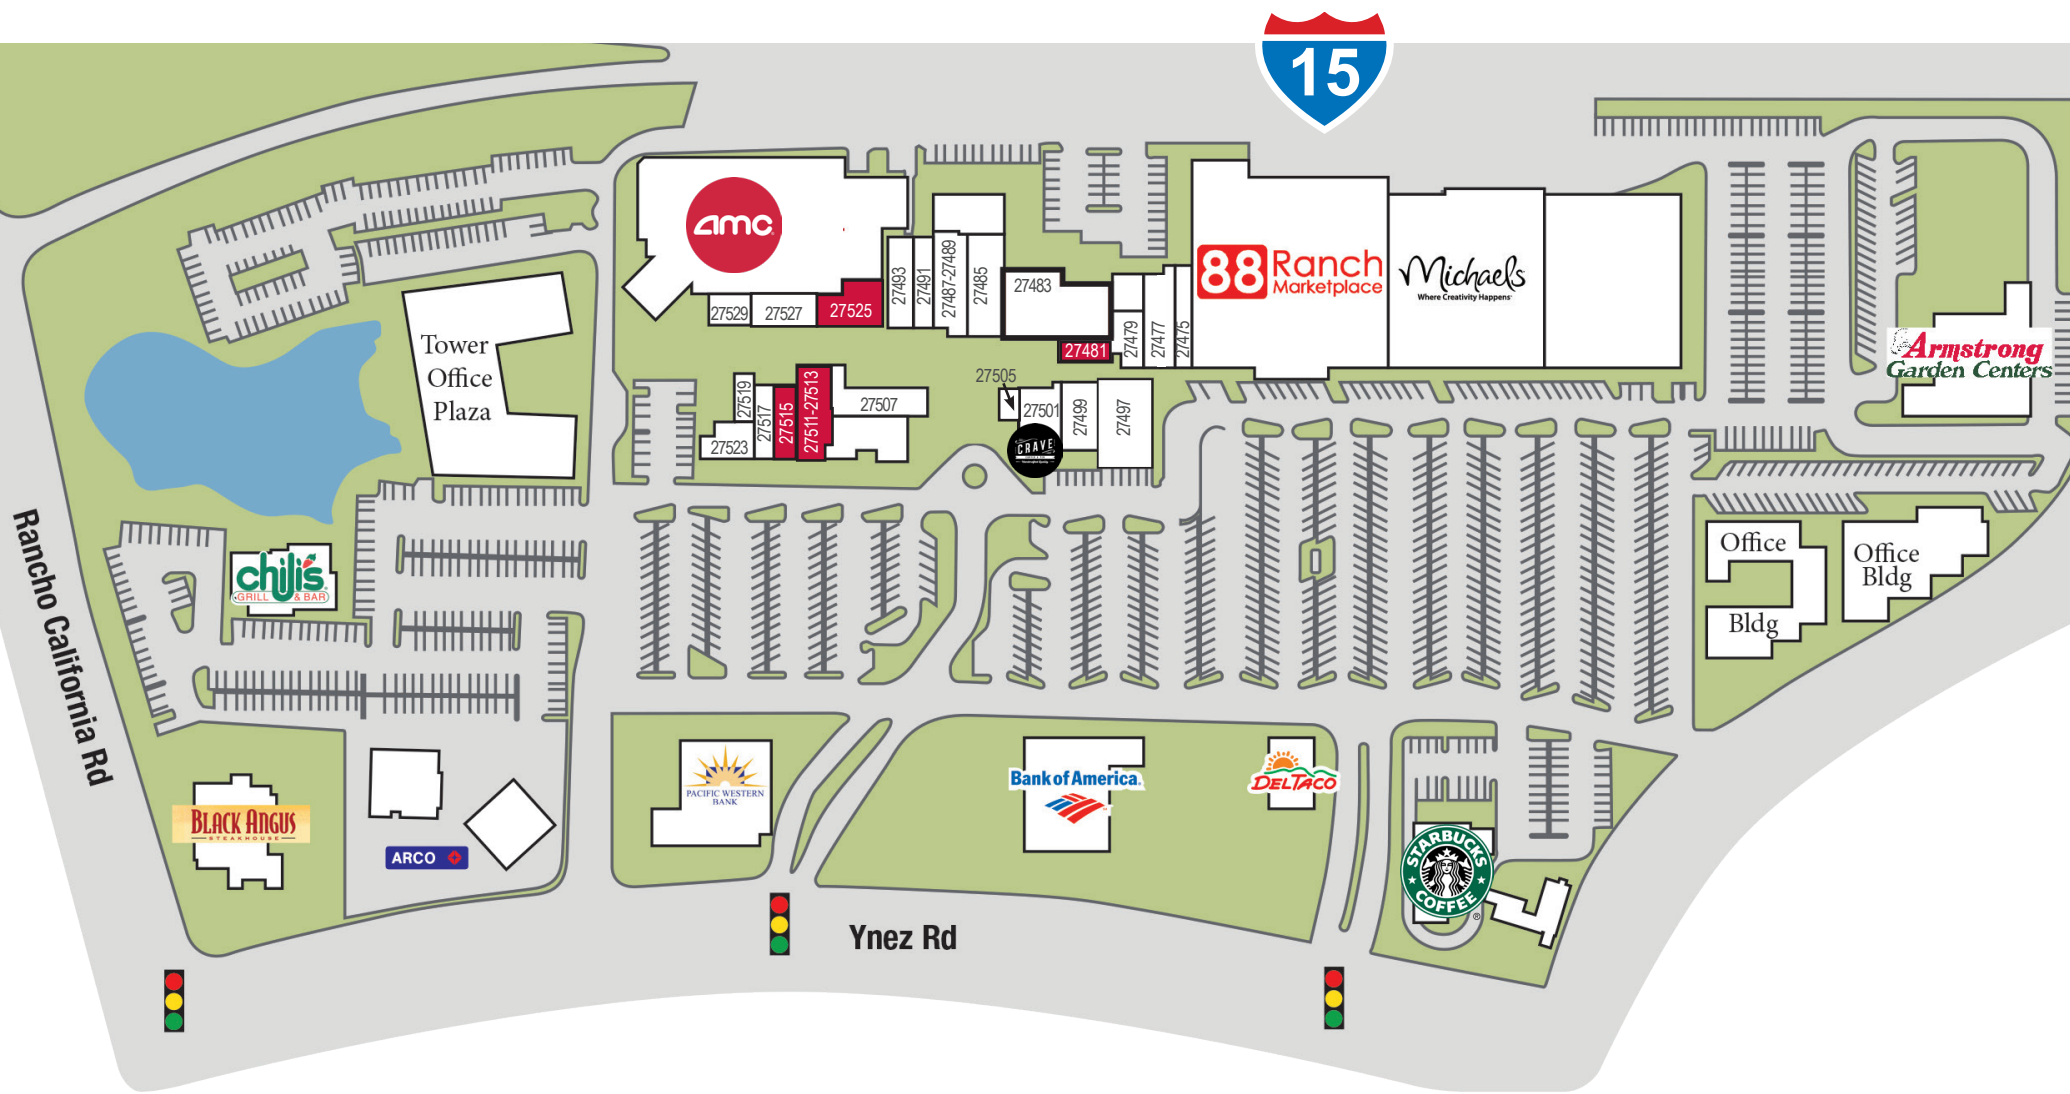 15
amc
27529
27527
27525
27493
27491
27487-27489
27485
27483
27481
27479
27477
27475
88 Ranch
Marketplace
Michaels
Where Creativity Happens
Armstrong
Garden Centers
Tower
Office
Plaza
27519
27517
27515
27511-27513
27507
27523
27505
27501
27499
27497
CRAVE
chili's
GRILL & BAR
Office
Bldg
Office
Bldg
Rancho California Rd
BLACK ANGUS
STEAKHOUSE
ARCO
PACIFIC WESTERN
BANK
Bank of America
DEL TACO
STARBUCKS
COFFEE
®
Ynez Rd